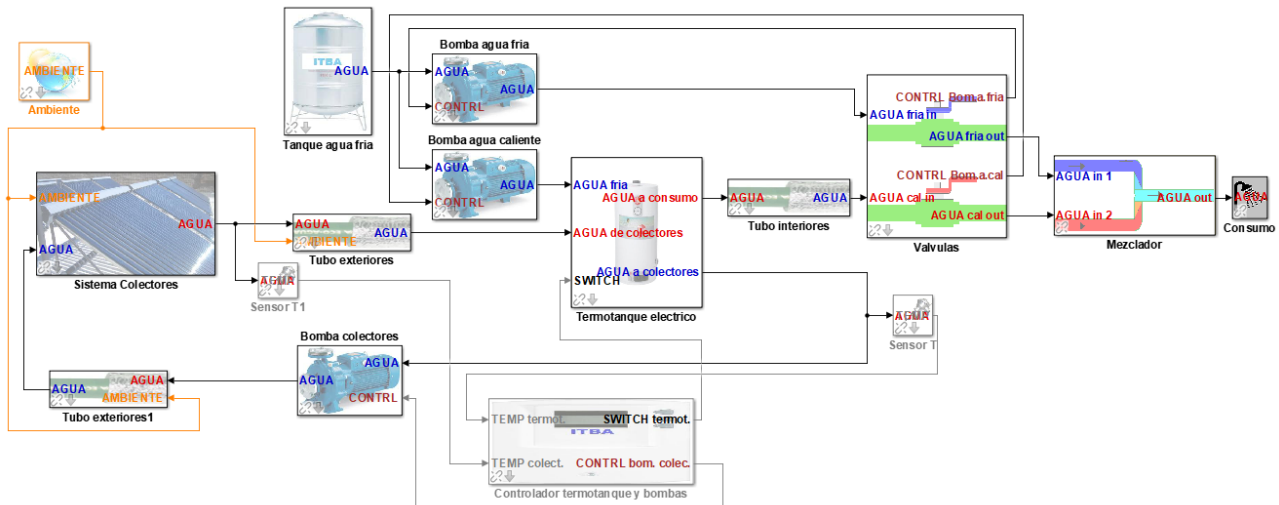 Ambiente
AMBIENTE
Tanque agua fria
ITBA
AGUA
Bomba agua fria
AGUA
CONTRL
AGUA
Bomba agua caliente
AGUA
CONTRL
AGUA
Valvulas
CONTRL Bom.a.fria
AGUA fria in
AGUA fria out
CONTRL Bom.a.cal
AGUA cal in
AGUA cal out
Mezclador
AGUA in 1
AGUA in 2
AGUA out
AGUA
Consumo
Sistema Colectores
AMBIENTE
AGUA
AGUA
Tubo exteriores
AGUA
AGUA
Termotanque electrico
AGUA fria
AGUA a consumo
AGUA de colectores
AGUA a colectores
SWITCH
Tubo interiores
AGUA
AGUA
Sensor T1
AGUA
Sensor T
Bomba colectores
AGUA
AGUA
CONTRL
Tubo exteriores1
AGUA
AGUA
AMBIENTE
TEMP termot.
SWITCH termot.
ITBA
TEMP colect.
CONTRL bom. colec.
Controlador termotanque y bombas